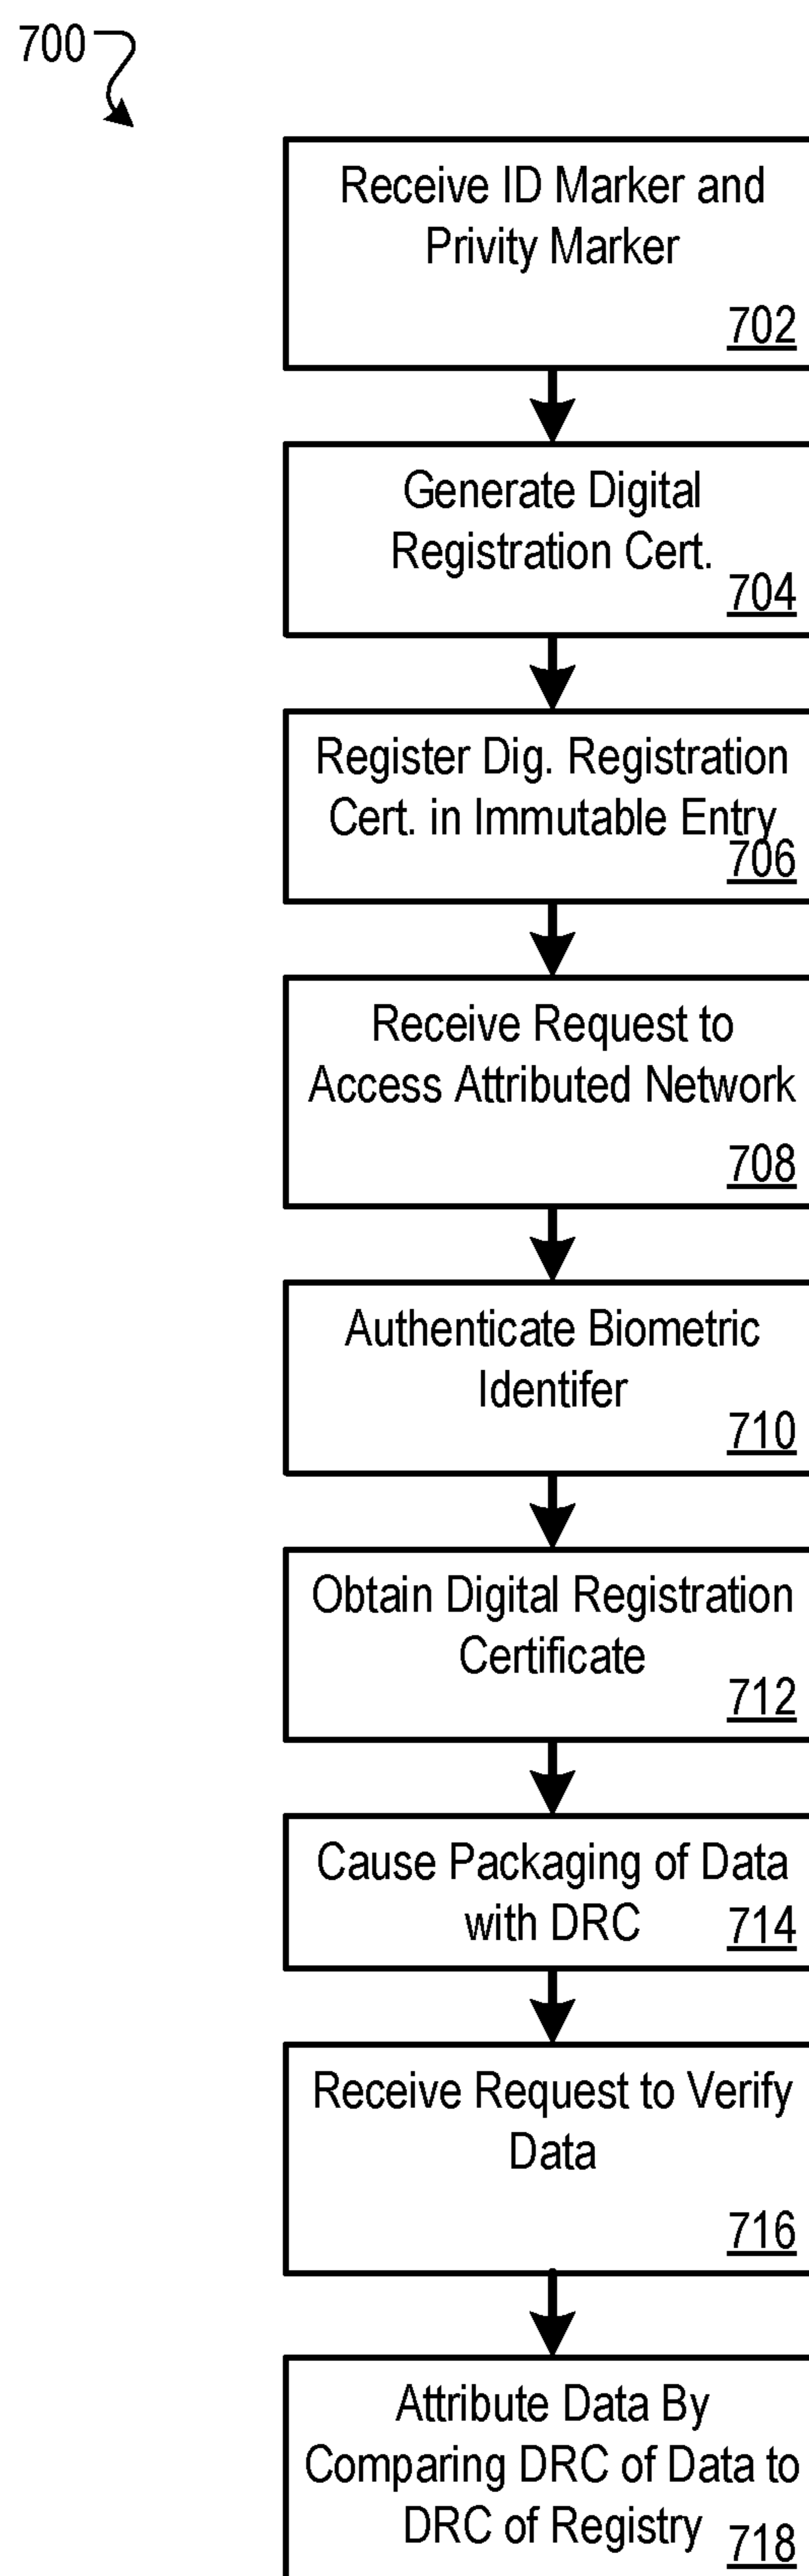 700
Receive ID Marker and
Privity Marker
702
Generate Digital
Registration Cert.
704
Register Dig. Registration
Cert. in Immutable Entry
706
Receive Request to
Access Attributed Network
708
Authenticate Biometric
Identifer
710
Obtain Digital Registration
Certificate
712
Cause Packaging of Data
with DRC 714
Receive Request to Verify
Data
716
Attribute Data By
Comparing DRC of Data to
DRC of Registry 718